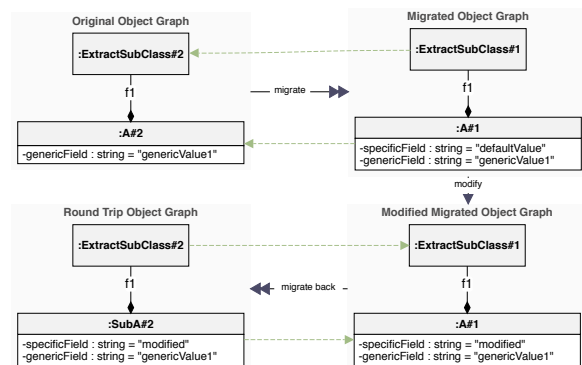 Original Object Graph
:ExtractSubClass#2
f1
:A#2
-genericField : string = "genericValue1"
migrate
Migrated Object Graph
:ExtractSubClass#1
f1
:A#1
-specificField : string = "defaultValue"
-genericField : string = "genericValue1"
modify
Round Trip Object Graph
:ExtractSubClass#2
f1
:SubA#2
-specificField : string = "modified"
-genericField : string = "genericValue1"
migrate back
Modified Migrated Object Graph
:ExtractSubClass#1
f1
:A#1
-specificField : string = "modified"
-genericField : string = "genericValue1"